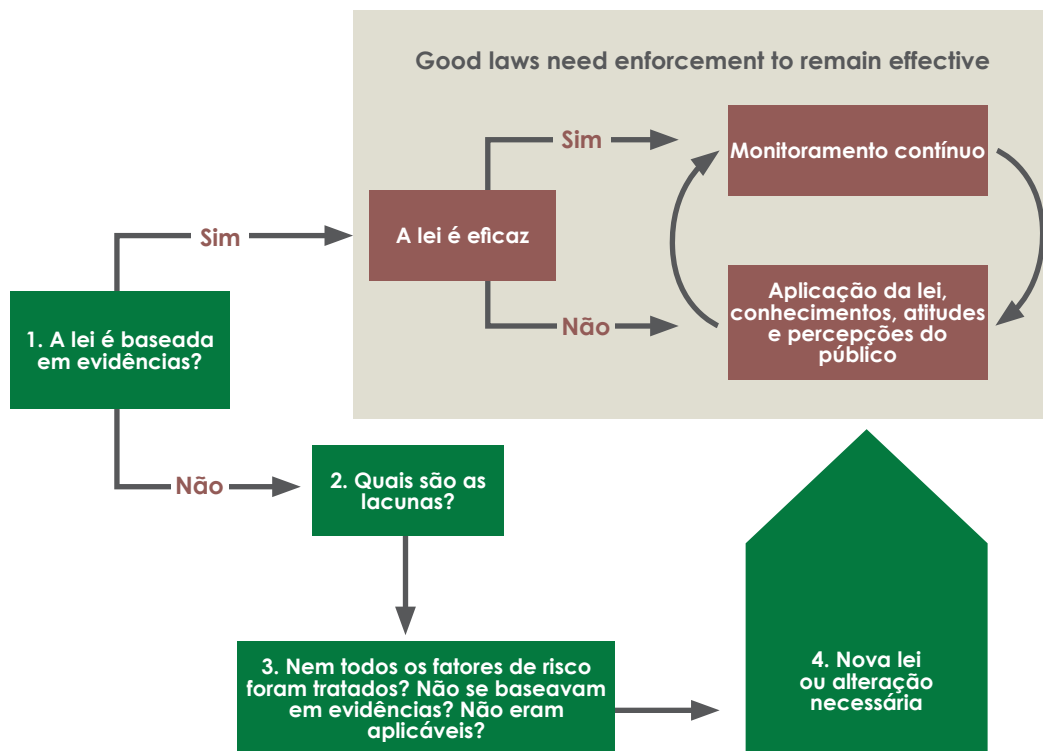 Good laws need enforcement to remain effective
Sim
Monitoramento contínuo
A lei é eficaz
Sim
Não
Aplicação da lei,
conhecimentos, atitudes
e percepções do
público
1. A lei é baseada
em evidências?
Não
2. Quais são as
lacunas?
3. Nem todos os fatores de risco
foram tratados? Não se baseavam
em evidências? Não eram
aplicáveis?
4. Nova lei
ou alteração
necessária